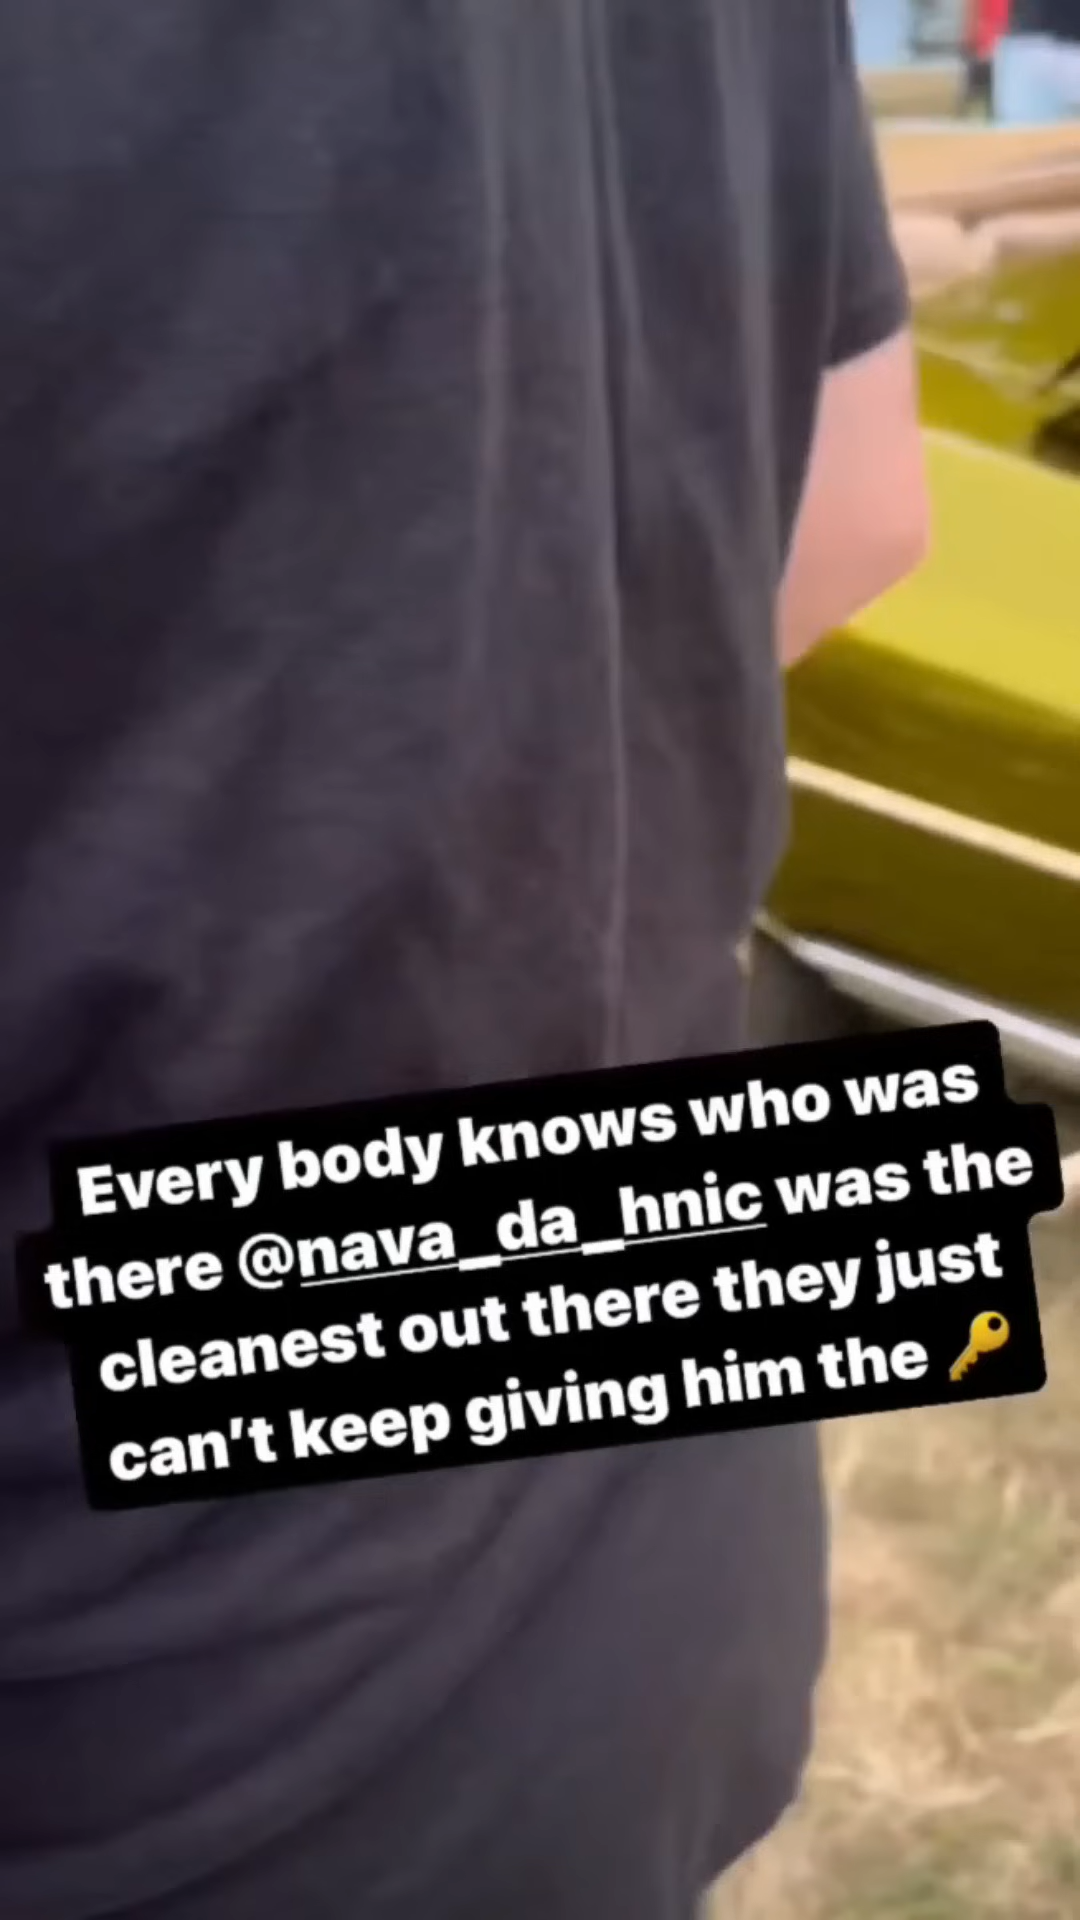 Every body knows who was
there @nava_da_hnic was the
cleanest out there they just
can't keep giving him the 🔑